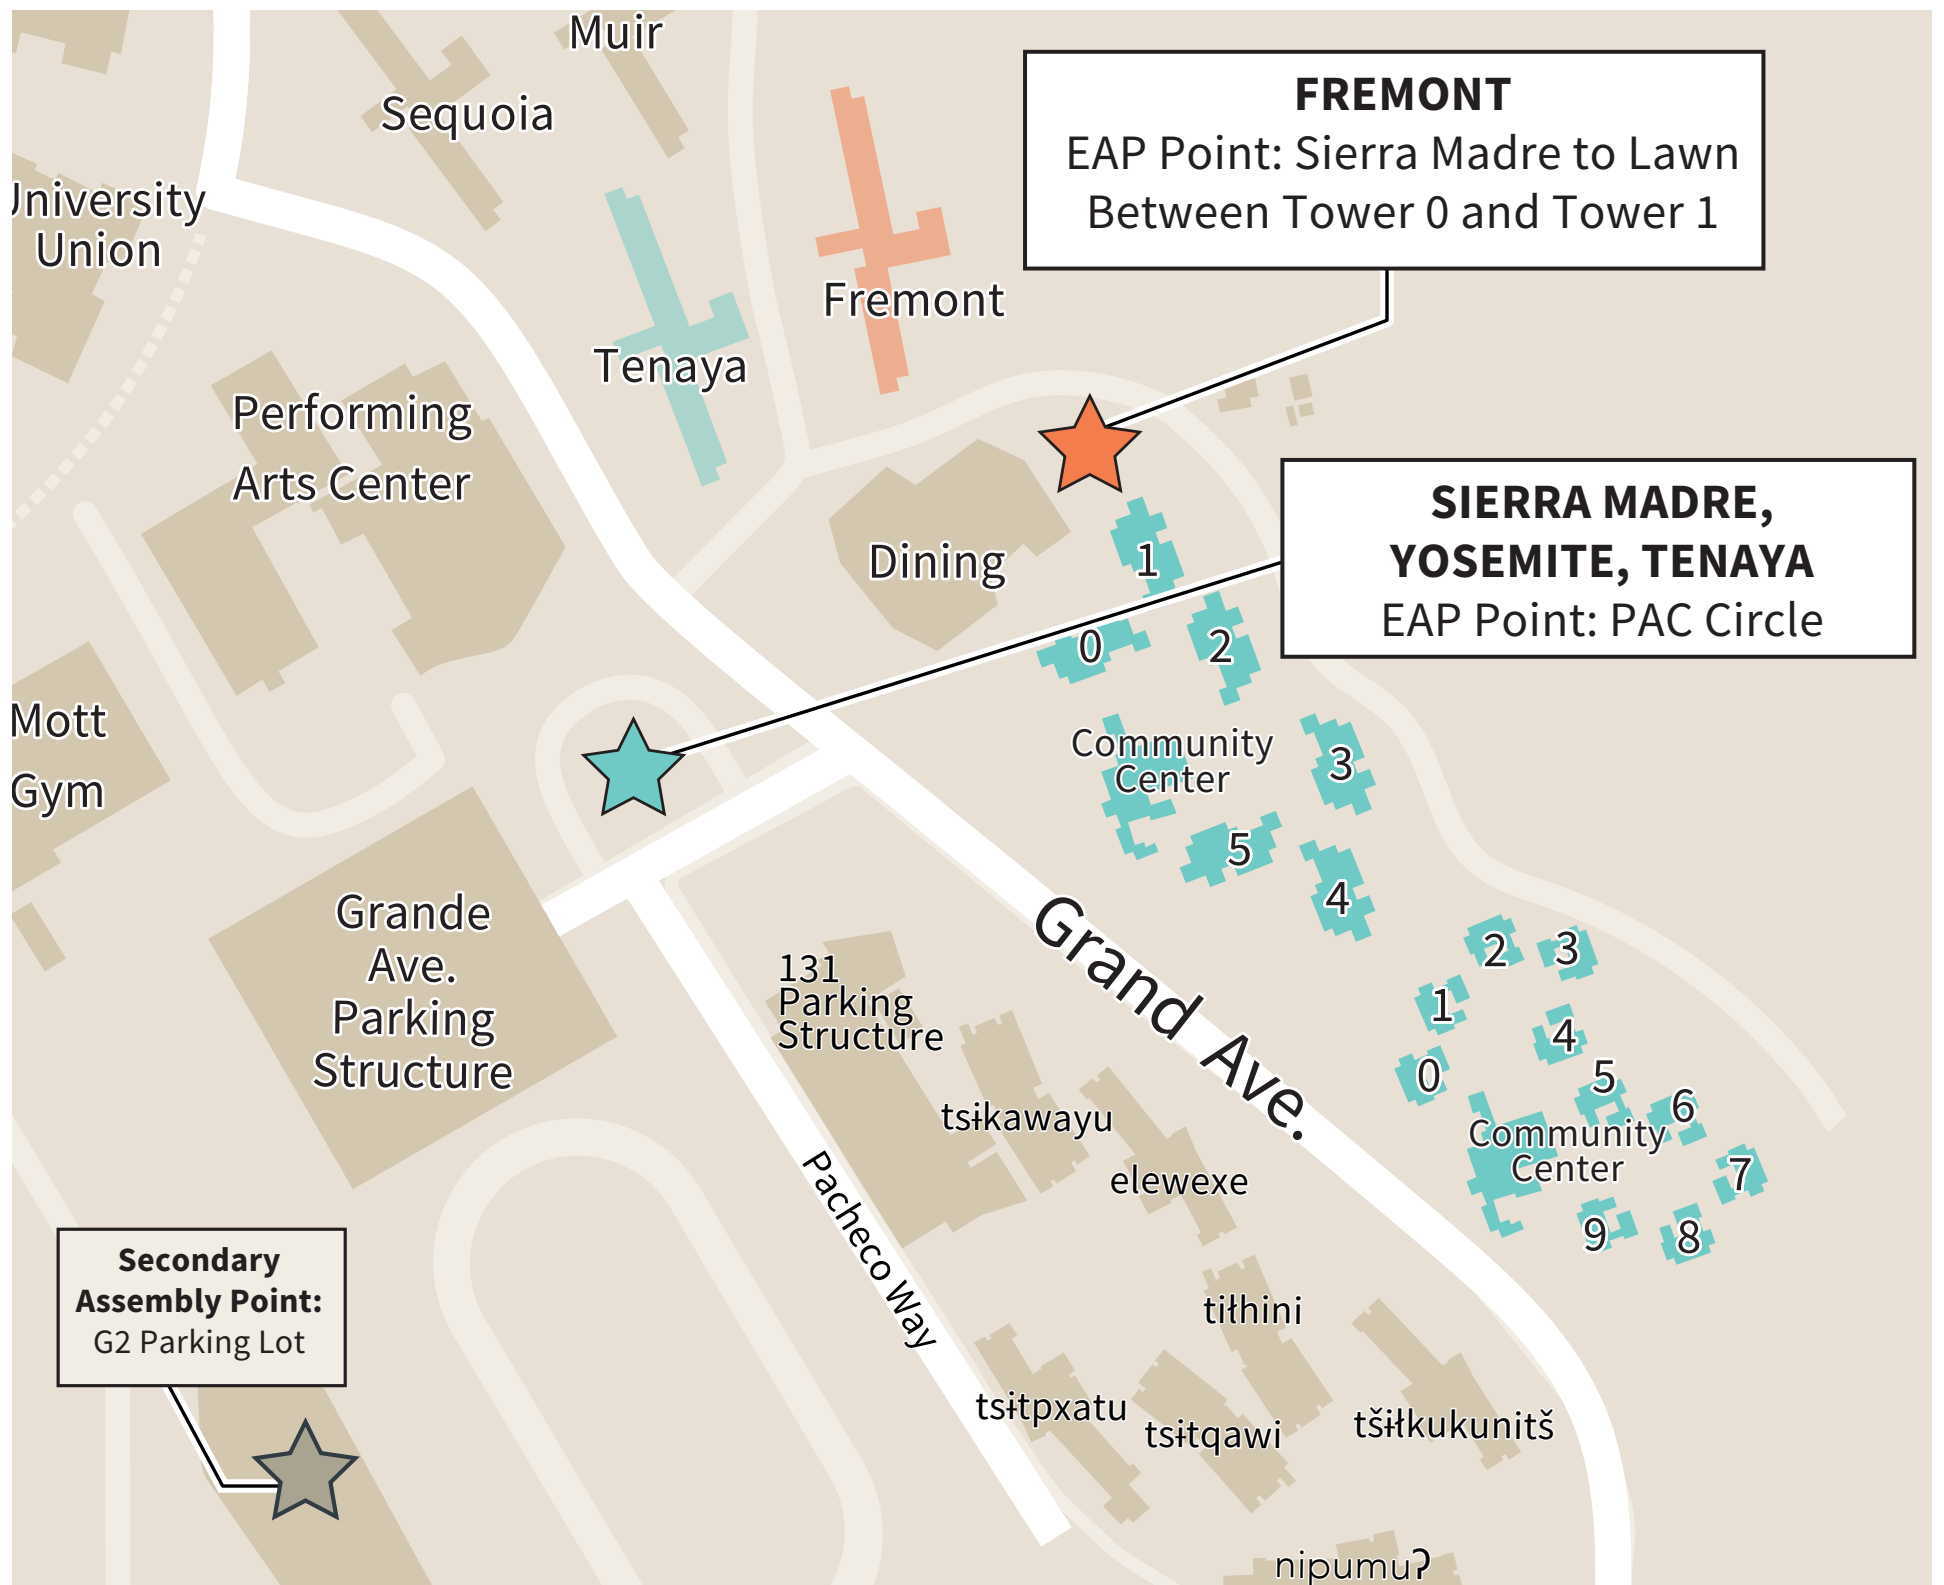 Muir
Sequoia
FREMONT
EAP Point: Sierra Madre to Lawn
Between Tower 0 and Tower 1
University
Union
Fremont
Tenaya
Performing
Arts Center
SIERRA MADRE,
YOSEMITE, TENAYA
EAP Point: PAC Circle
Dining
1
0
2
Mott
Gym
Community
Center
3
5
4
Grande
Ave.
Parking
Structure
Grand Ave.
131
Parking
Structure
2
3
1
4
0
5
6
Community
Center
7
9
8
tsɨkawayu
elewexe
Pacheco Way
Secondary
Assembly Point:
G2 Parking Lot
tiłhini
tsɨtpxatu
tsɨtqawi
tšɨłkukunitš
nipumuʔ